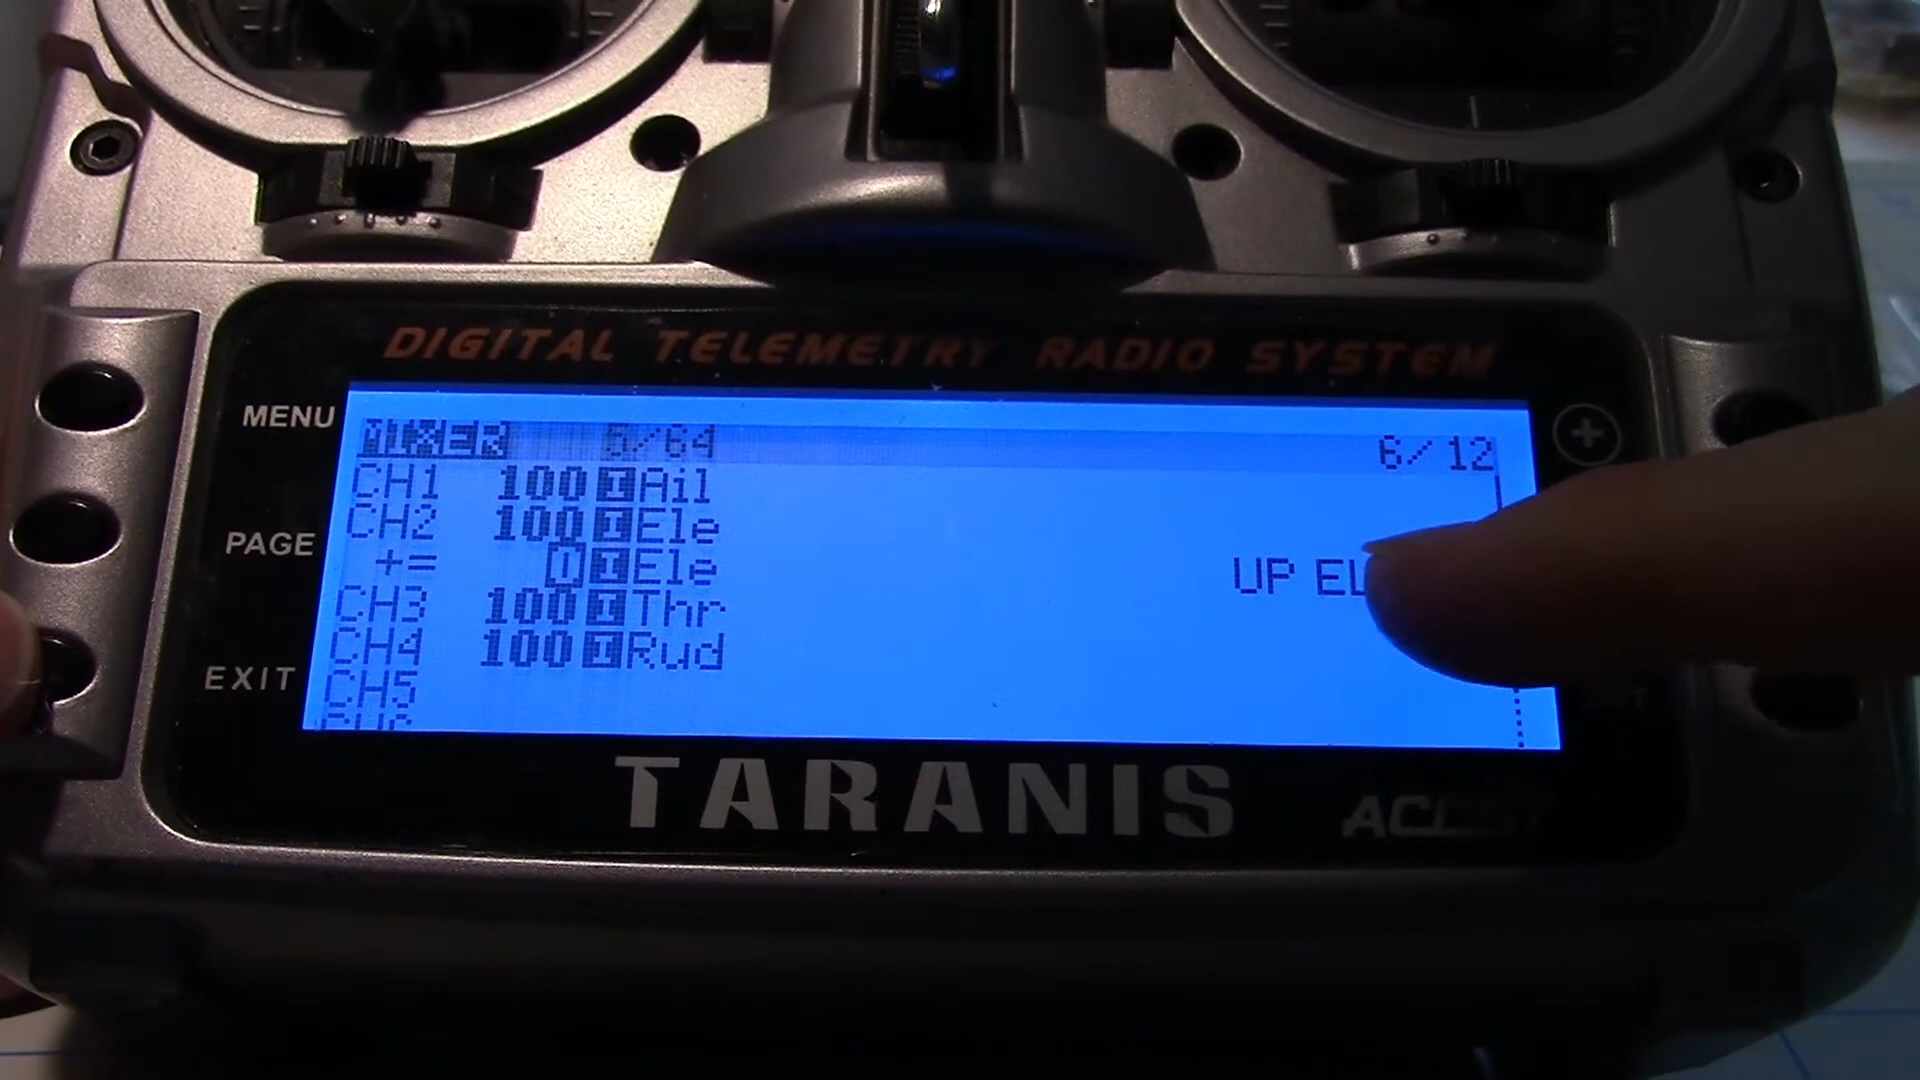 DIGITAL TELEMETRY RADIO SYSTEM
MENU
PAGE
EXIT
MIXER 5/64 6/12
CH1 100 I Ail
CH2 100 I Ele
+= 0 I Ele UP
CH3 100 I Thr
CH4 100 I Rud
CH5
TARANIS